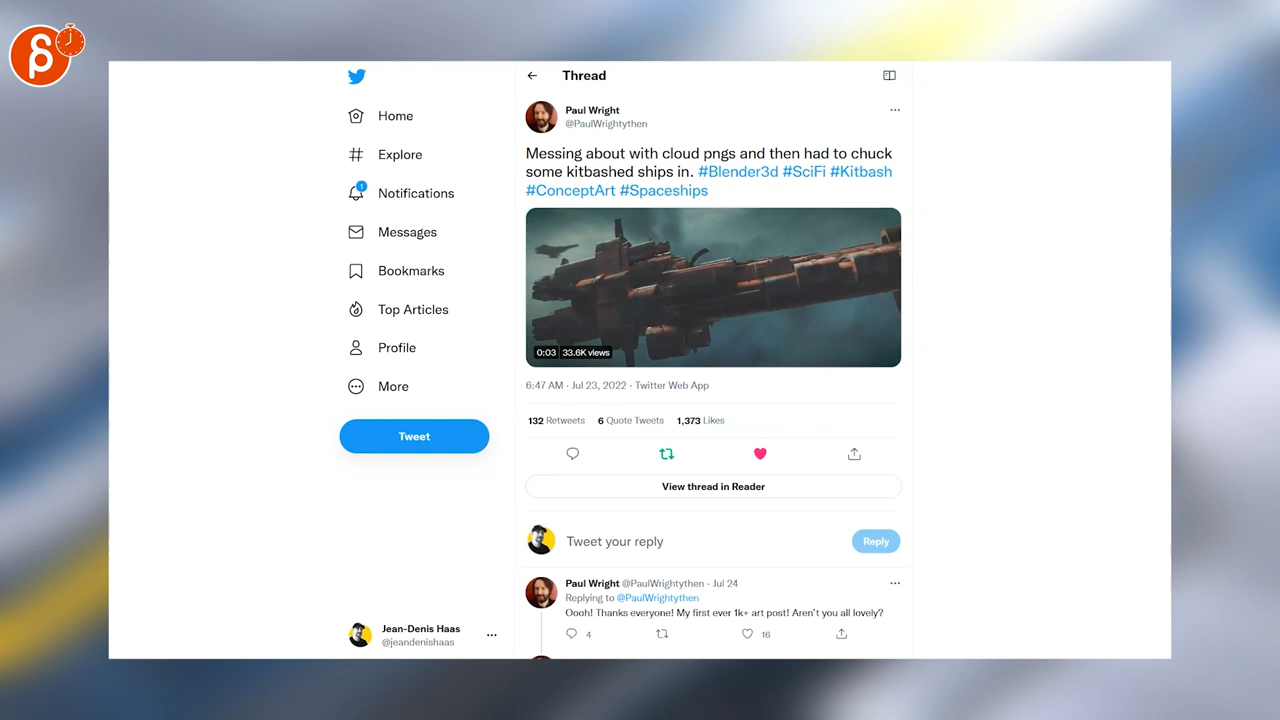 Thread
Home
Explore
1
Notifications
Messages
Bookmarks
Top Articles
Profile
More
Tweet
Jean-Denis Haas
@jeandenishaas
Paul Wright
@PaulWrightythen
Messing about with cloud pngs and then had to chuck
some kitbashed ships in. #Blender3d #SciFi #Kitbash
#ConceptArt #Spaceships
0:03 33.6K views
6:47 AM · Jul 23, 2022 · Twitter Web App
132 Retweets 6 Quote Tweets 1,373 Likes
View thread in Reader
Tweet your reply
Reply
Paul Wright @PaulWrightythen · Jul 24
Replying to @PaulWrightythen
Oooh! Thanks everyone! My first ever 1k+ art post! Aren't you all lovely?
4 16